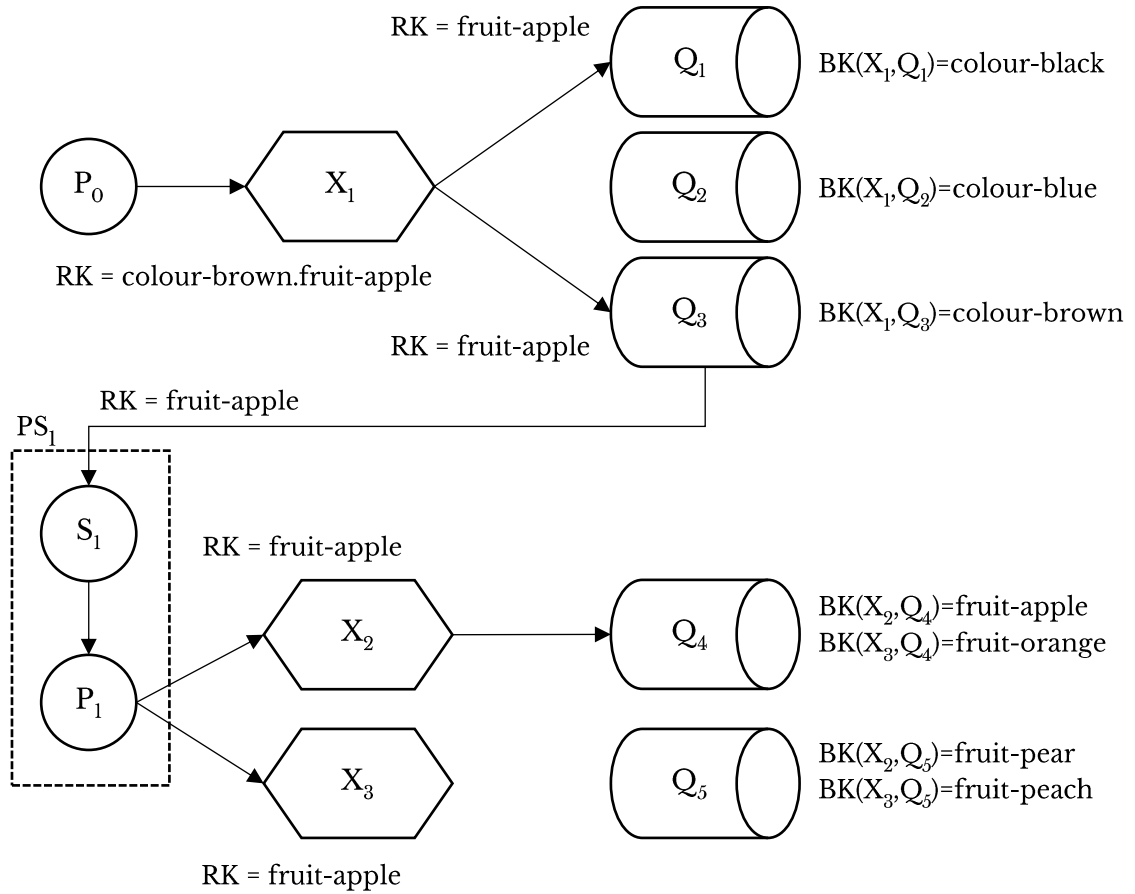 RK = fruit-apple
Q1
BK(X1,Q1)=colour-black
P0
X1
Q2
BK(X1,Q2)=colour-blue
RK = colour-brown.fruit-apple
Q3
BK(X1,Q3)=colour-brown
RK = fruit-apple
RK = fruit-apple
PS1
S1
RK = fruit-apple
X2
Q4
BK(X2,Q4)=fruit-apple
BK(X3,Q4)=fruit-orange
P1
X3
Q5
BK(X2,Q5)=fruit-pear
BK(X3,Q5)=fruit-peach
RK = fruit-apple